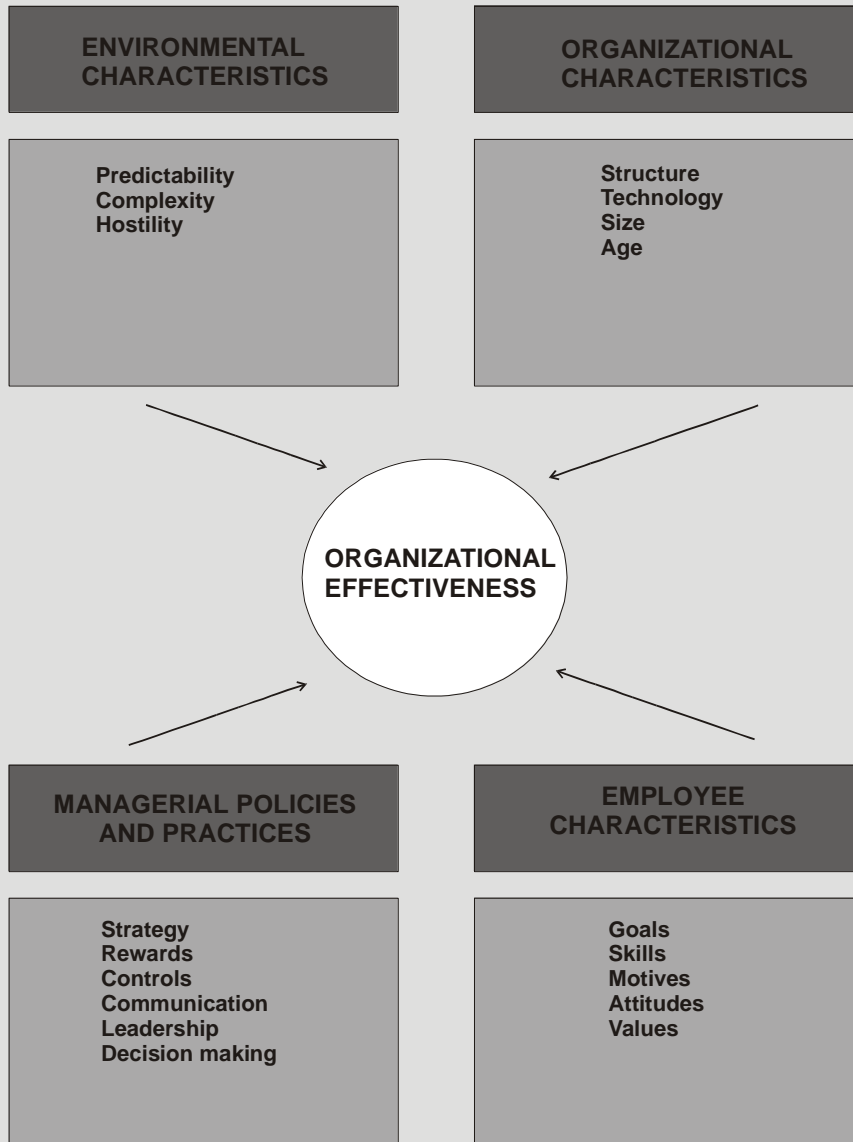 ENVIRONMENTAL
CHARACTERISTICS
Predictability
Complexity
Hostility
ORGANIZATIONAL
CHARACTERISTICS
Structure
Technology
Size
Age
ORGANIZATIONAL
EFFECTIVENESS
MANAGERIAL POLICIES
AND PRACTICES
Strategy
Rewards
Controls
Communication
Leadership
Decision making
EMPLOYEE
CHARACTERISTICS
Goals
Skills
Motives
Attitudes
Values